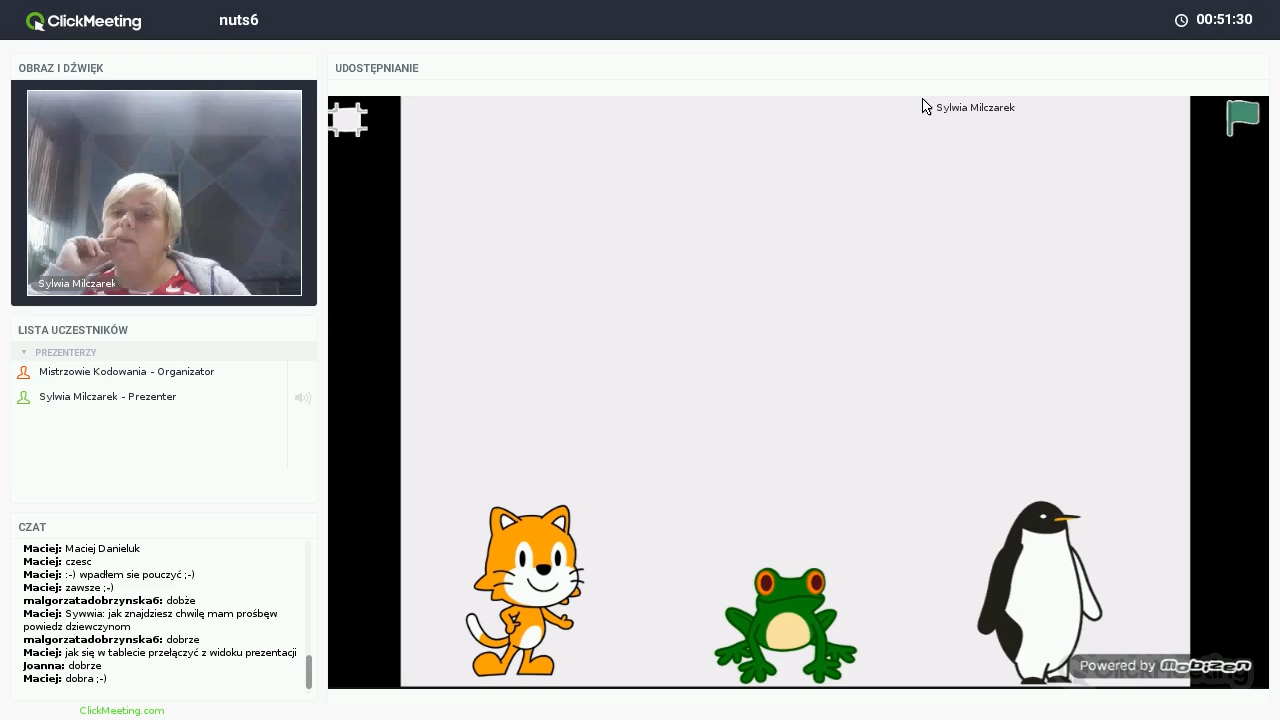 ClickMeeting
nuts6
00:51:30
OBRAZ I DŹWIĘK
UDOSTĘPNIANIE
Sylwia Milczarek
Sylwia Milczarek
LISTA UCZESTNIKÓW
PREZENTERZY
Mistrzowie Kodowania - Organizator
Sylwia Milczarek - Prezenter
CZAT
Maciej: Maciej Danieluk
Maciej: czesc
Maciej: :-) wpadłem sie pouczyć ;-)
Maciej: zawsze ;-)
malgorzatadobrzynska6: dobże
Maciej: Sywwia: jak znajdziesz chwilę mam prośbęw
powiedz dziewczynom
malgorzatadobrzynska6: dobrze
Maciej: jak się w tablecie przełączyć z widoku prezentacji
Joanna: dobrze
Maciej: dobra ;-)
Powered by Mobizen
ClickMeeting
ClickMeeting.com